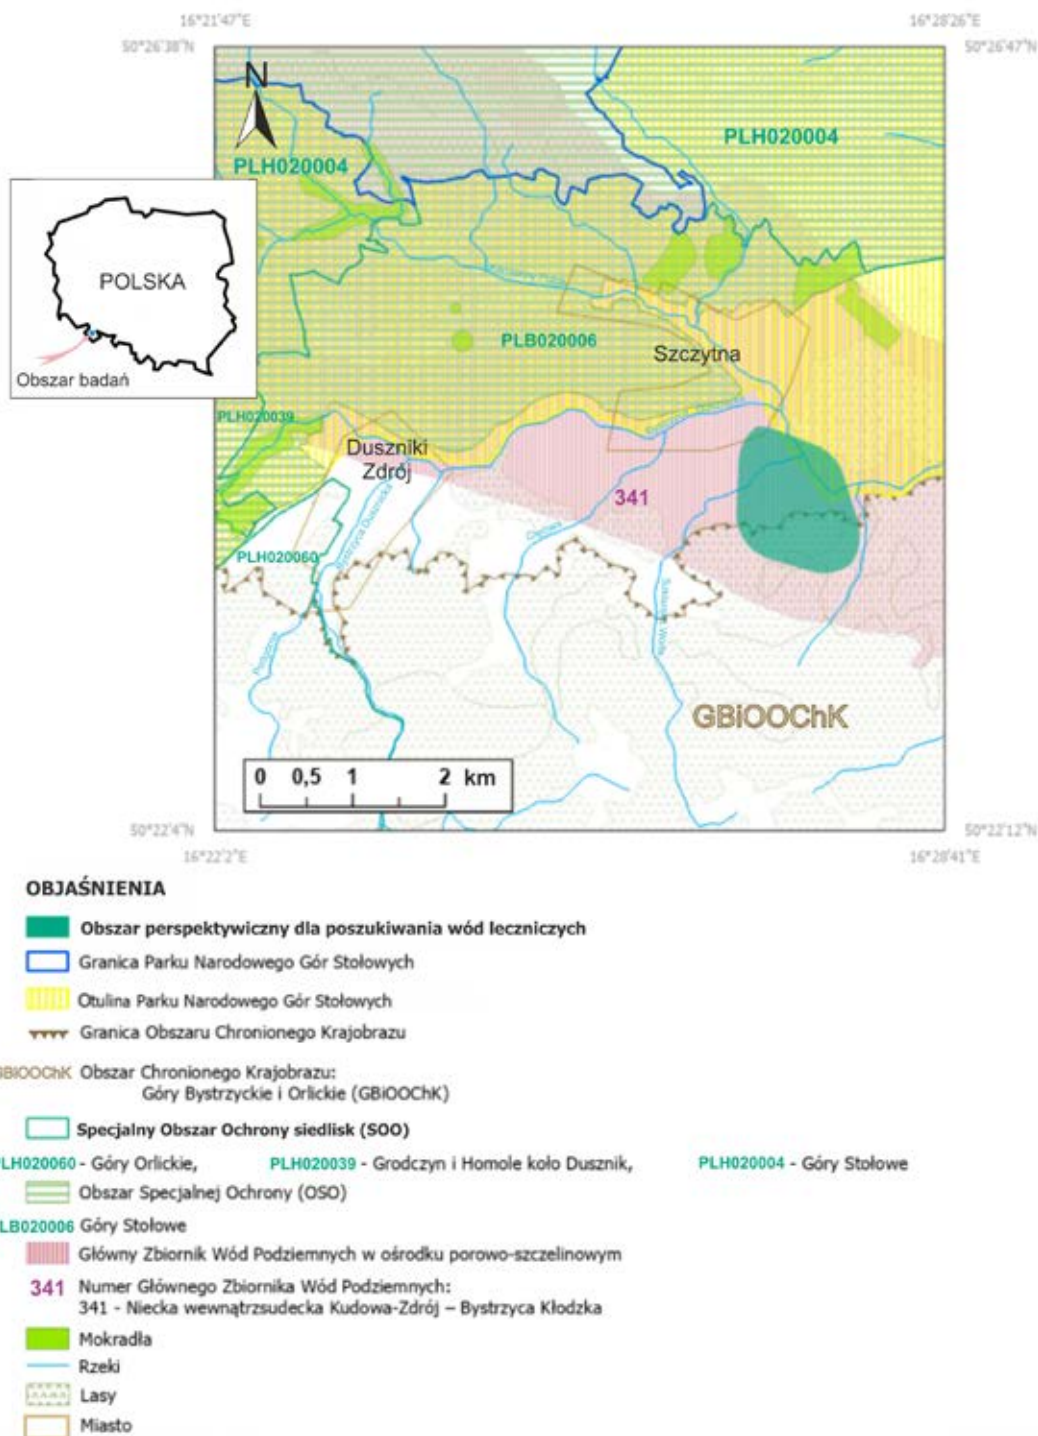 16°21'47"E
16°28'26"E
50°26'38"N
50°26'47"N
N
PLH020004
PLH020004
POLSKA
Obszar badań
PLB020006
Szczytna
PLH020039
Duszniki
Zdrój
341
Bystrzyca Dusznicka
PLH020060
GBiOOChK
0 0,5 1 2 km
50°22'4"N
50°22'12"N
16°22'2"E
16°28'41"E
OBJAŚNIENIA
Obszar perspektywiczny dla poszukiwania wód leczniczych
Granica Parku Narodowego Gór Stołowych
Otulina Parku Narodowego Gór Stołowych
Granica Obszaru Chronionego Krajobrazu
GBiOOChK Obszar Chronionego Krajobrazu:
Góry Bystrzyckie i Orlickie (GBiOOChK)
Specjalny Obszar Ochrony siedlisk (SOO)
PLH020060 - Góry Orlickie, PLH020039 - Grodczyn i Homole koło Dusznik, PLH020004 - Góry Stołowe
Obszar Specjalnej Ochrony (OSO)
PLB020006 Góry Stołowe
Główny Zbiornik Wód Podziemnych w ośrodku porowo-szczelinowym
341 Numer Głównego Zbiornika Wód Podziemnych:
341 - Niecka wewnątrzsudecka Kudowa-Zdrój – Bystrzyca Kłodzka
Mokradła
Rzeki
Lasy
Miasto